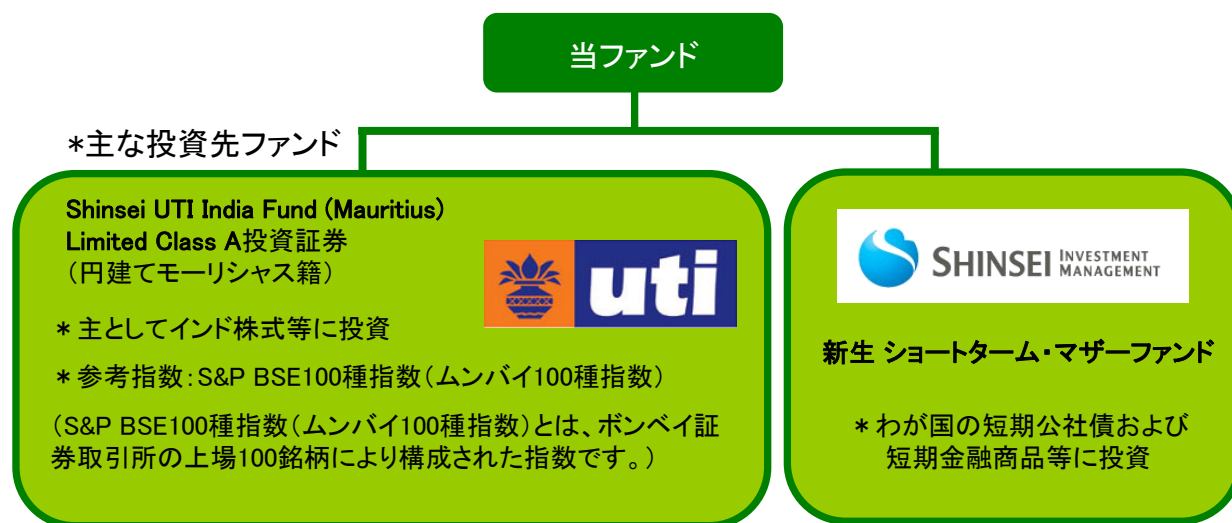 当ファンド
*主な投資先ファンド
Shinsei UTI India Fund (Mauritius)
Limited Class A投資証券
(円建てモーリシャス籍)
uti
* 主としてインド株式等に投資
* 参考指数:S&P BSE100種指数(ムンバイ100種指数)
(S&P BSE100種指数(ムンバイ100種指数)とは、ボンベイ証
券取引所の上場100銘柄により構成された指数です。)
SHINSEI INVESTMENT
MANAGEMENT
新生 ショートターム・マザーファンド
* わが国の短期公社債および
短期金融商品等に投資